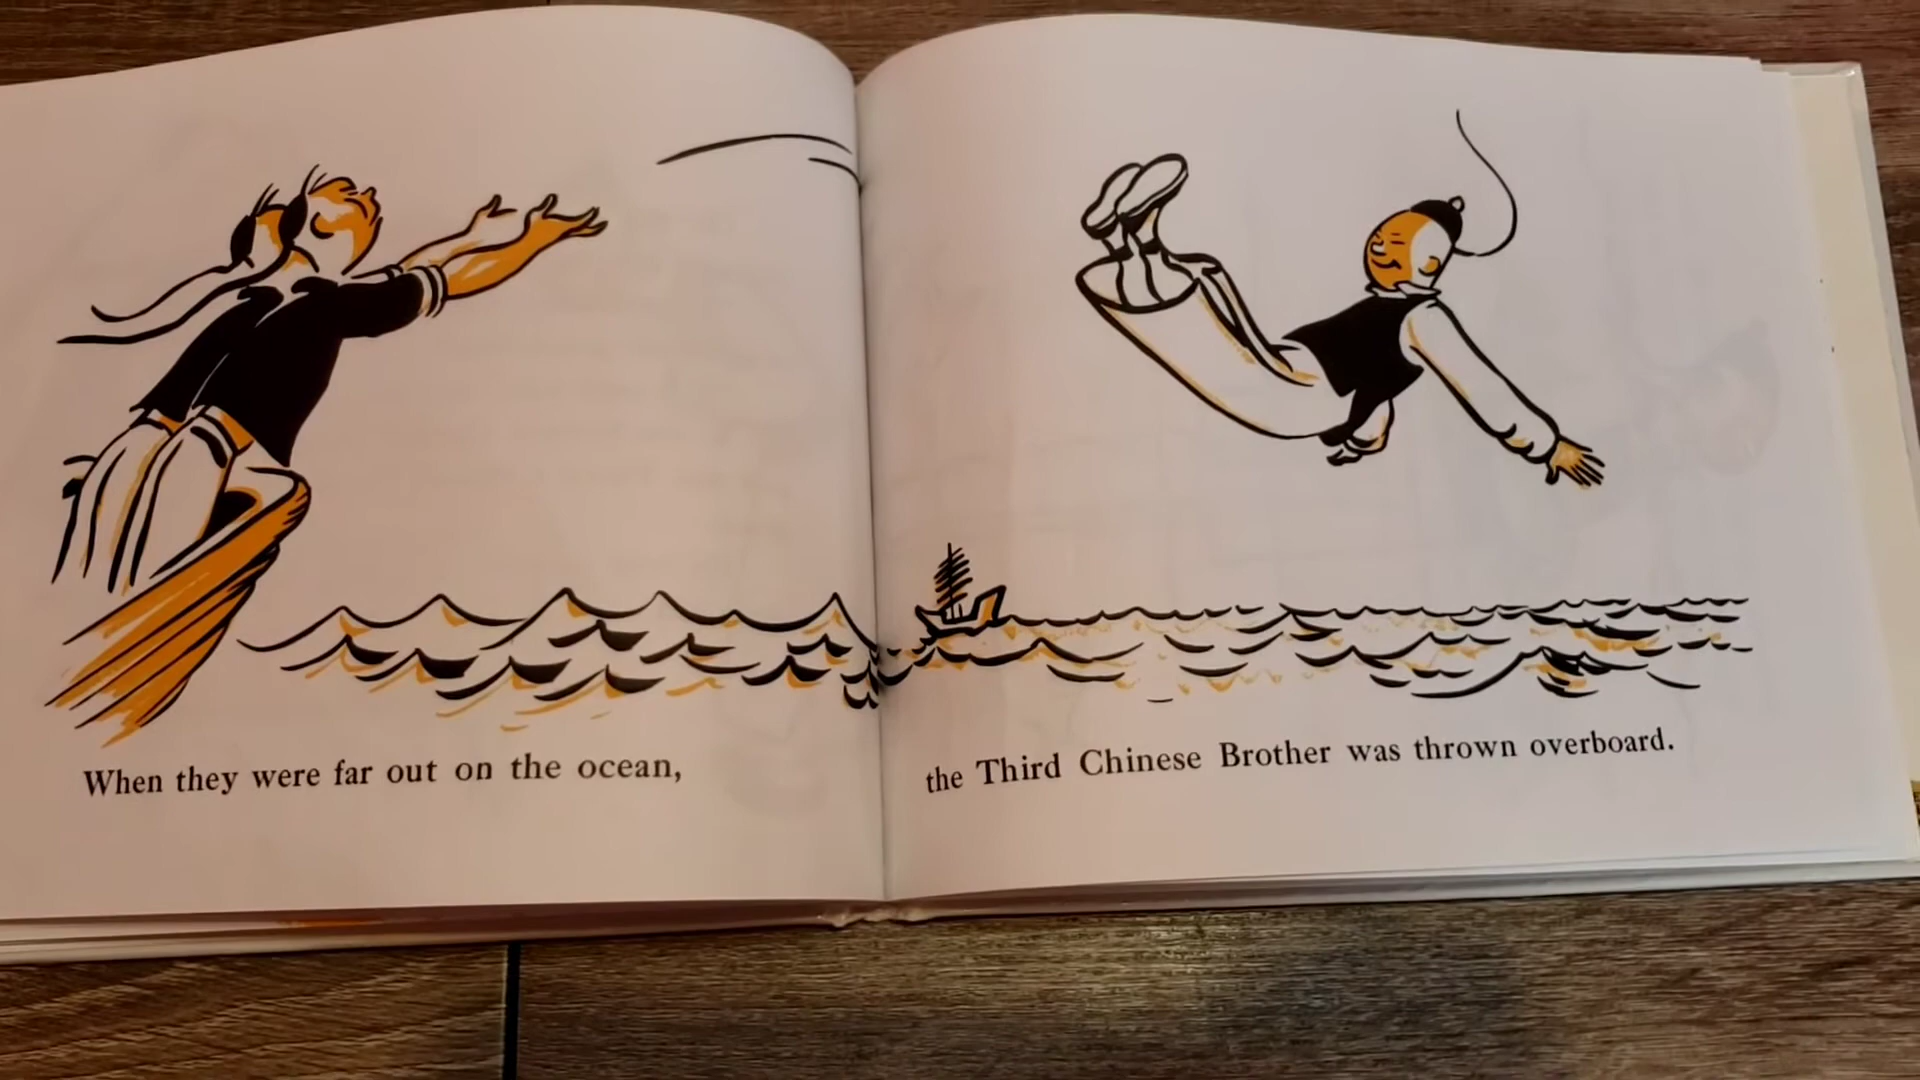 When they were far out on the ocean,
the Third Chinese Brother was thrown overboard.